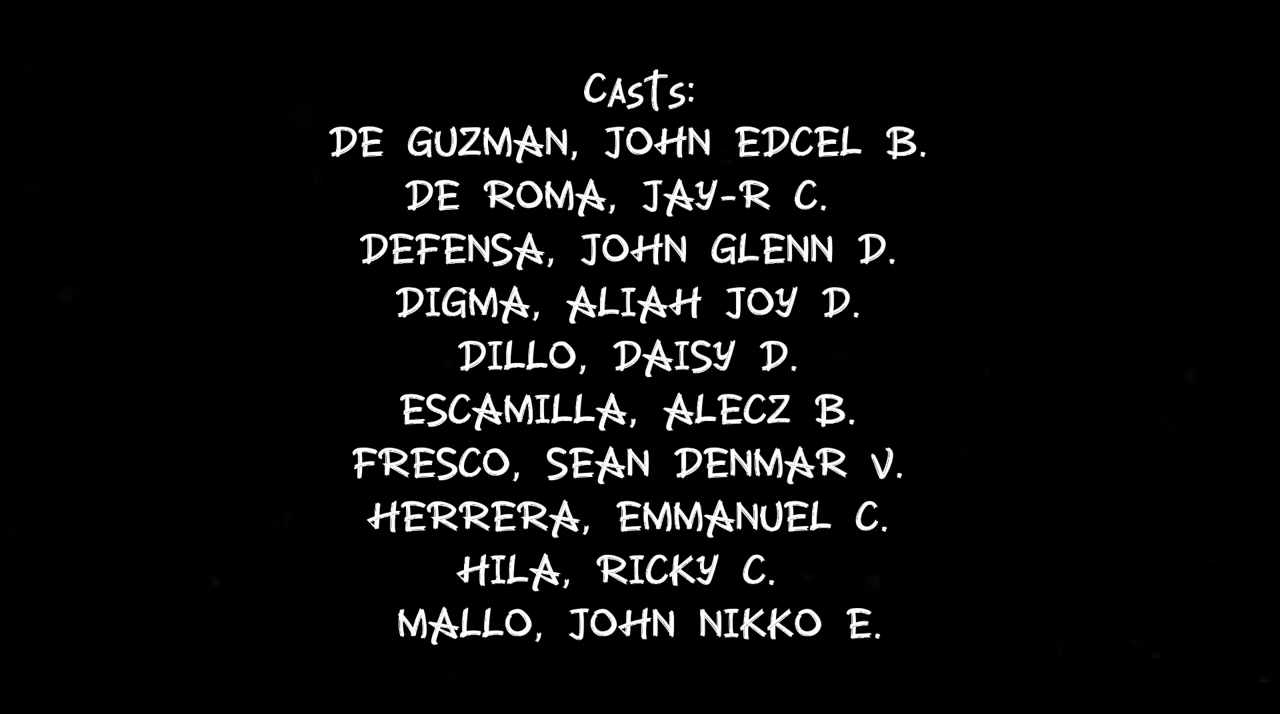 Casts:
DE GUZMAN, JOHN EDCEL B.
DE ROMA, JAY-R C.
DEFENSA, JOHN GLENN D.
DIGMA, ALIAH JOY D.
DILLO, DAISY D.
ESCAMILLA, ALECZ B.
FRESCO, SEAN DENMAR V.
HERRERA, EMMANUEL C.
HILA, RICKY C.
MALLO, JOHN NIKKO E.